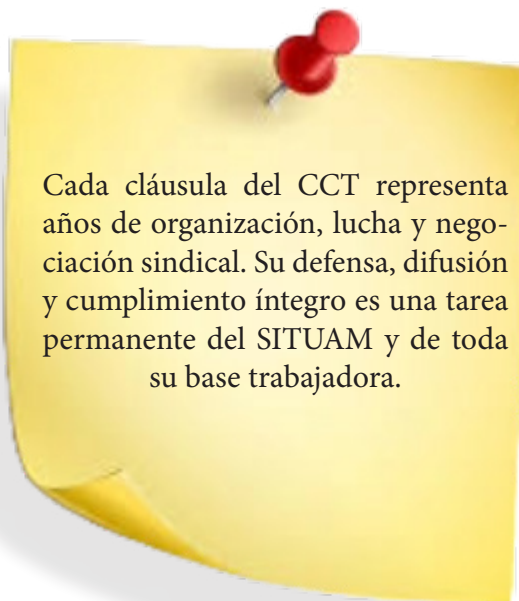 Cada cláusula del CCT representa
años de organización, lucha y nego-
ciación sindical. Su defensa, difusión
y cumplimiento íntegro es una tarea
permanente del SITUAM y de toda
su base trabajadora.